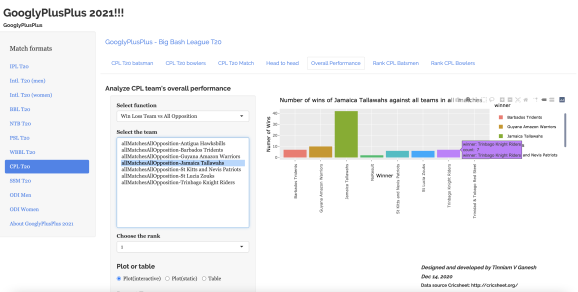 GooglyPlusPlus 2021!!!
GooglyPlusPlus
Match formats
IPL T20
Intl. T20 (men)
Intl. T20 (women)
BBL T20
NTB T20
PSL T20
WBBL T20
CPL T20
SSM T20
ODI Men
ODI Women
About GooglyPlusPlus 2021
GooglyPlusPlus - Big Bash League T20
CPL T20 batsman
CPL T20 bowlers
CPL T20 Match
Head to head
Overall Performance
Rank CPL Batsmen
Rank CPL Bowlers
Analyze CPL team's overall performance
Select function
Win Loss Team vs All Opposition
Select the team
allMatchesAllOpposition-Antigua Hawksbills
allMatchesAllOpposition-Barbados Tridents
allMatchesAllOpposition-Guyana Amazon Warriors
allMatchesAllOpposition-Jamaica Tallawahs
allMatchesAllOpposition-St Kitts and Nevis Patriots
allMatchesAllOpposition-St Lucia Zouks
allMatchesAllOpposition-Trinbago Knight Riders
Choose the rank
1
Plot or table
Plot(interactive)
Plot(static)
Table
Number of wins of Jamaica Tallawahs against all teams in all matches
Number of Wins
40
30
20
10
0
Barbados Tridents
Guyana Amazon Warriors
Jamaica Tallawahs
NoResult
St Kitts and Nevis Patriots
St Lucia Zouks
Trinbago Knight Riders
Trinidad & Tobago Red Steel
Winner
winner
Barbados Tridents
Guyana Amazon Warriors
Jamaica Tallawahs
winner: Trinbago Knight Riders
winner: Trinbago Knight Riders
and Nevis Patriots
Designed and developed by Tinniam V Ganesh
Dec 14, 2020
Data source Cricsheet: http://cricsheet.org/